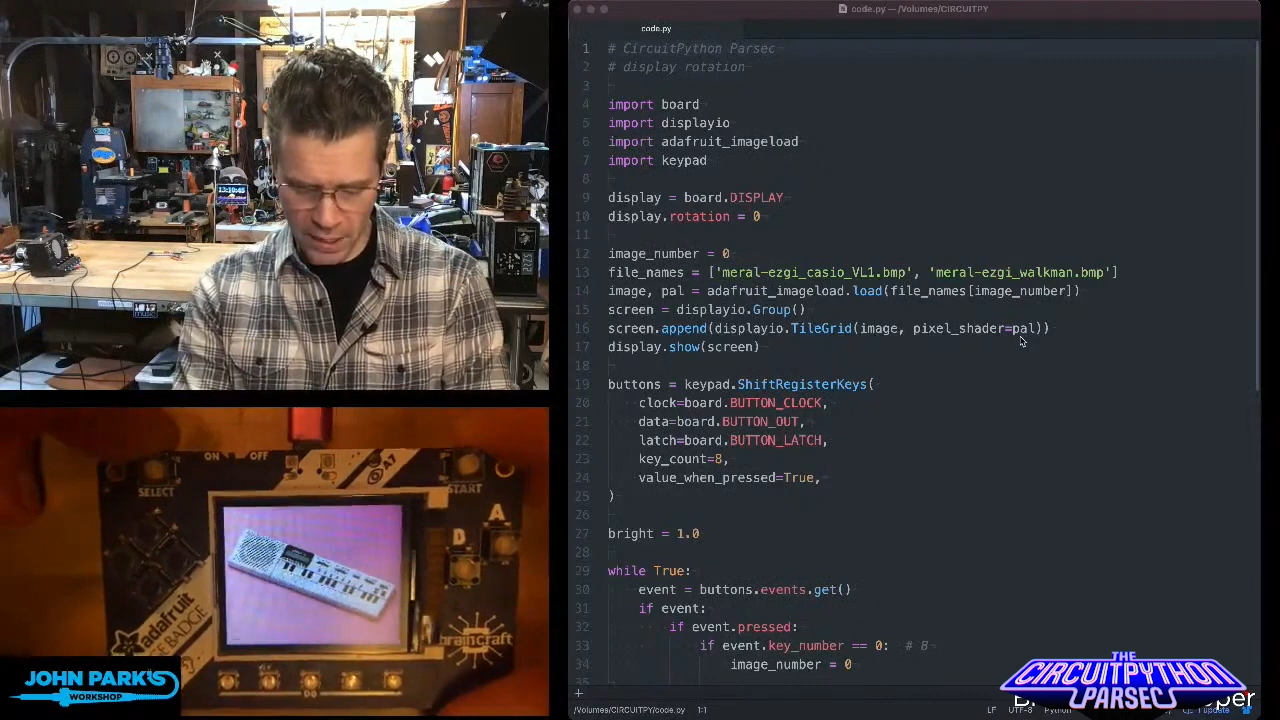 code.py — /Volumes/CIRCUITPY
code.py
1 # CircuitPython Parsec
2 # display rotation
3
4 import board
5 import displayio
6 import adafruit_imageload
7 import keypad
8
9 display = board.DISPLAY
10 display.rotation = 0
11
12 image_number = 0
13 file_names = ['meral-ezgi_casio_VL1.bmp', 'meral-ezgi_walkman.bmp']
14 image, pal = adafruit_imageload.load(file_names[image_number])
15 screen = displayio.Group()
16 screen.append(displayio.TileGrid(image, pixel_shader=pal))
17 display.show(screen)
18
19 buttons = keypad.ShiftRegisterKeys(
20 clock=board.BUTTON_CLOCK,
21 data=board.BUTTON_OUT,
22 latch=board.BUTTON_LATCH,
23 key_count=8,
24 value_when_pressed=True,
25 )
26
27 bright = 1.0
28
29 while True:
30 event = buttons.events.get()
31 if event:
32 if event.pressed:
33 if event.key_number == 0: # B
34 image_number = 0
35
/Volumes/CIRCUITPY/code.py 1:1
LF UTF-8 Python
1 update
THE
CIRCUITPYTHON
PARSEC
13:10:45
ON OFF
SELECT
START
A7
A
adafruit
braincraft
JOHN PARK'S
WORKSHOP